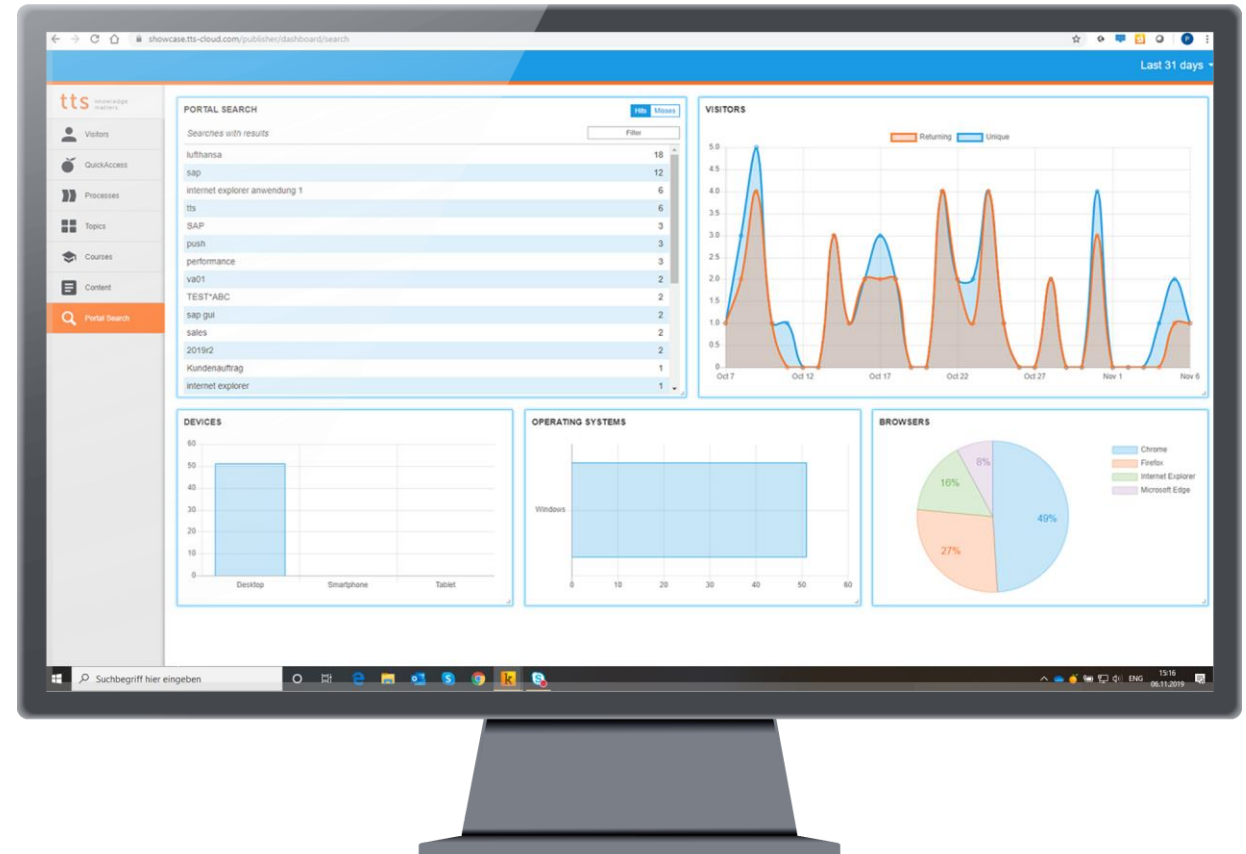 showcase.tts-cloud.com/publisher/dashboard/search
Last 31 days
tts knowledge matters
Visitors
QuickAccess
Processes
Topics
Courses
Content
Portal Search
PORTAL SEARCH
Hits Misses
Searches with results
Filter
lufthansa 18
sap 12
internet explorer anwendung 1 6
tts 6
SAP 3
push 3
performance 3
va01 2
TEST*ABC 2
sap gui 2
sales 2
2019r2 2
Kundenauftrag 1
internet explorer 1
VISITORS
Returning Unique
5.0
4.5
4.0
3.5
3.0
2.5
2.0
1.5
1.0
0.5
0
Oct 7 Oct 12 Oct 17 Oct 22 Oct 27 Nov 1 Nov 6
DEVICES
60
50
40
30
20
10
0
Desktop Smartphone Tablet
OPERATING SYSTEMS
Windows
0 10 20 30 40 50 60
BROWSERS
8%
16%
49%
27%
Chrome
Firefox
Internet Explorer
Microsoft Edge
Suchbegriff hier eingeben
ENG
15:16
06.11.2019